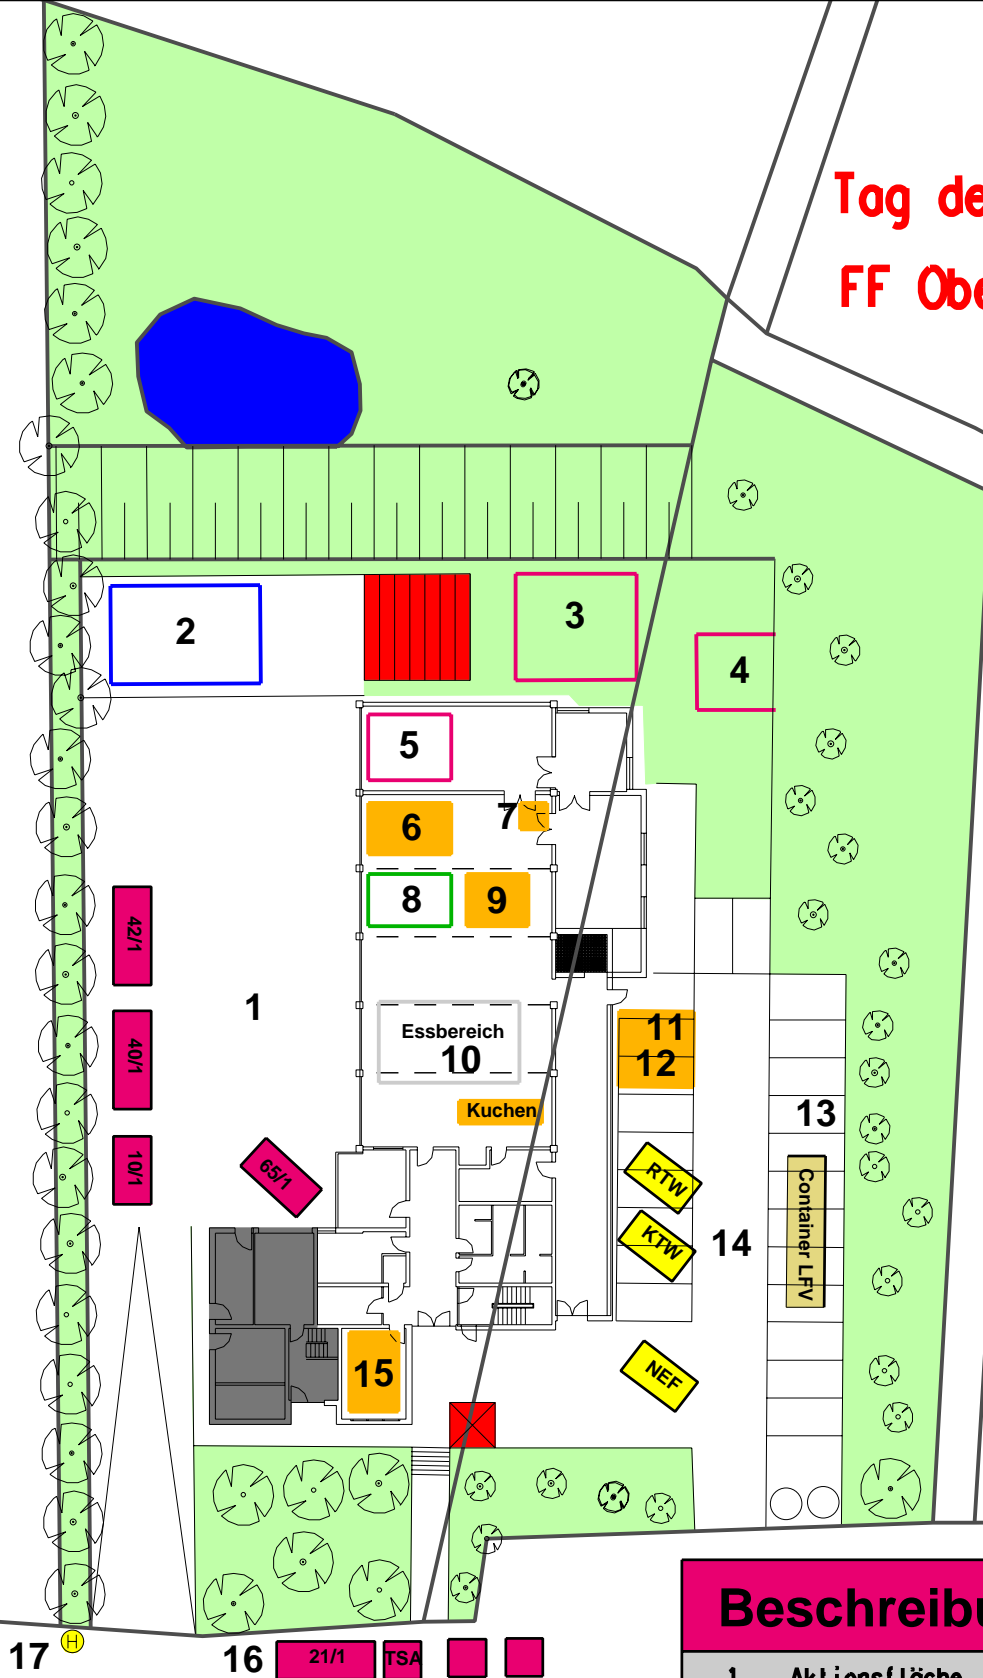 Tag de
FF Obe
2
3
4
5
6
7
8
9
42/1
1
40/1
Essbereich
10
11
12
Kuchen
13
10/1
65/1
RTW
KTW
14
Container LFV
15
NEF
Beschreibu
17
H
16
21/1
TSA
1 Aktionsfläche